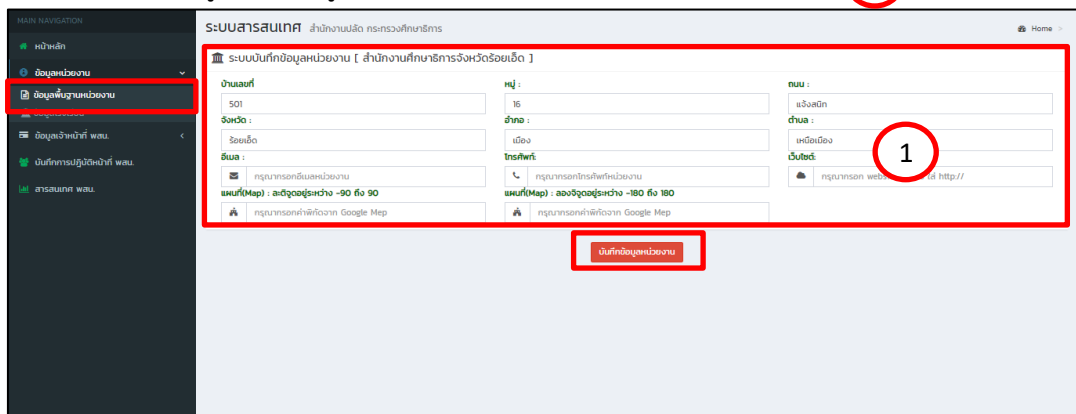 MAIN NAVIGATION
ระบบสารสนเทศ สำนักงานปลัด กระทรวงศึกษาธิการ
Home >
หน้าหลัก
ข้อมูลหน่วยงาน
ข้อมูลพื้นฐานหน่วยงาน
ข้อมูลเจ้าหน้าที่ พสน.
บันทึกการปฏิบัติหน้าที่ พสน.
สารสนเทศ พสน.
ระบบบันทึกข้อมูลหน่วยงาน [ สำนักงานศึกษาธิการจังหวัดร้อยเอ็ด ]
บ้านเลขที่ หมู่ : ถนน :
501 16 แจ้งสนิท
จังหวัด : อำเภอ : ตำบล :
ร้อยเอ็ด เมือง เหนือเมือง
อีเมล : โทรศัพท์: เว็บไซต์:
กรุณากรอกอีเมลหน่วยงาน กรุณากรอกโทรศัพท์หน่วยงาน กรุณากรอก ใส่ http://
1
แผนที่(Map) : ละติจูดอยู่ระหว่าง -90 ถึง 90 แผนที่(Map) : ลองจิจูดอยู่ระหว่าง -180 ถึง 180
กรุณากรอกค่าพิกัดจาก Google Mep กรุณากรอกค่าพิกัดจาก Google Mep
บันทึกข้อมูลหน่วยงาน